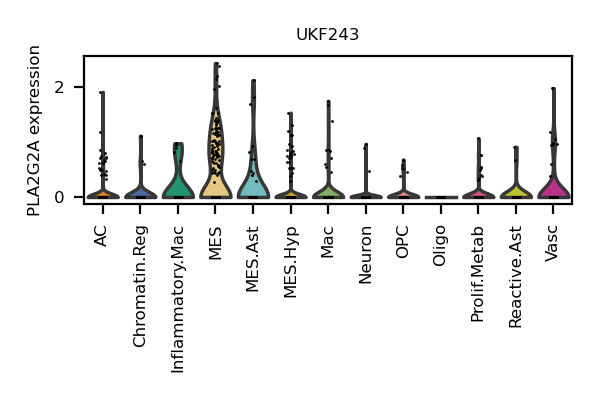 UKF243
PLA2G2A expression
2
0
AC
Chromatin.Reg
Inflammatory.Mac
MES
MES.Ast
MES.Hyp
Mac
Neuron
OPC
Oligo
Prolif.Metab
Reactive.Ast
Vasc